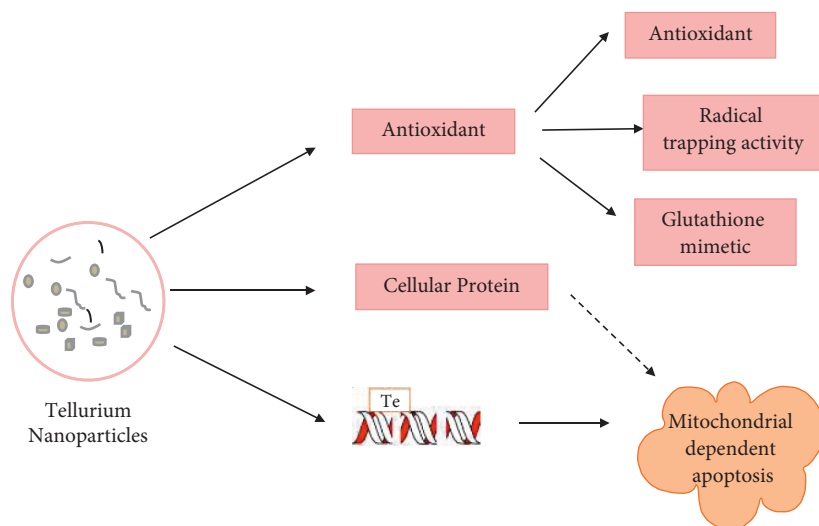 Antioxidant
Antioxidant
Radical
trapping activity
Glutathione
mimetic
Cellular Protein
Te
Tellurium
Nanoparticles
Mitochondrial
dependent
apoptosis